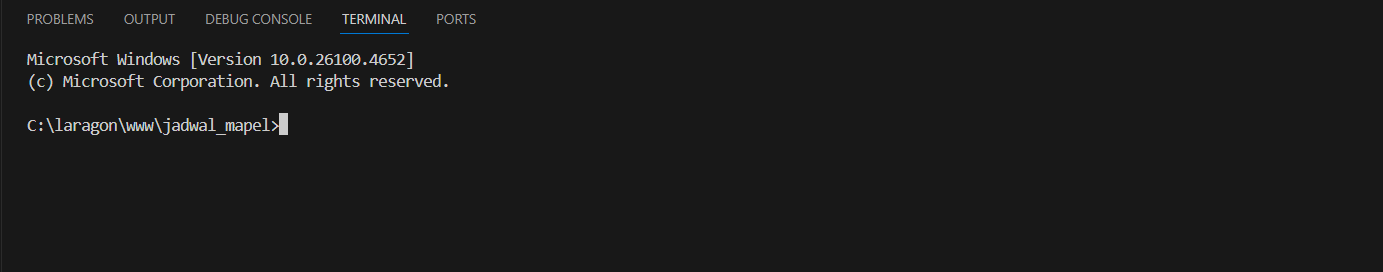 PROBLEMS OUTPUT DEBUG CONSOLE TERMINAL PORTS
Microsoft Windows [Version 10.0.26100.4652]
(c) Microsoft Corporation. All rights reserved.
C:\laragon\www\jadwal_mapel>